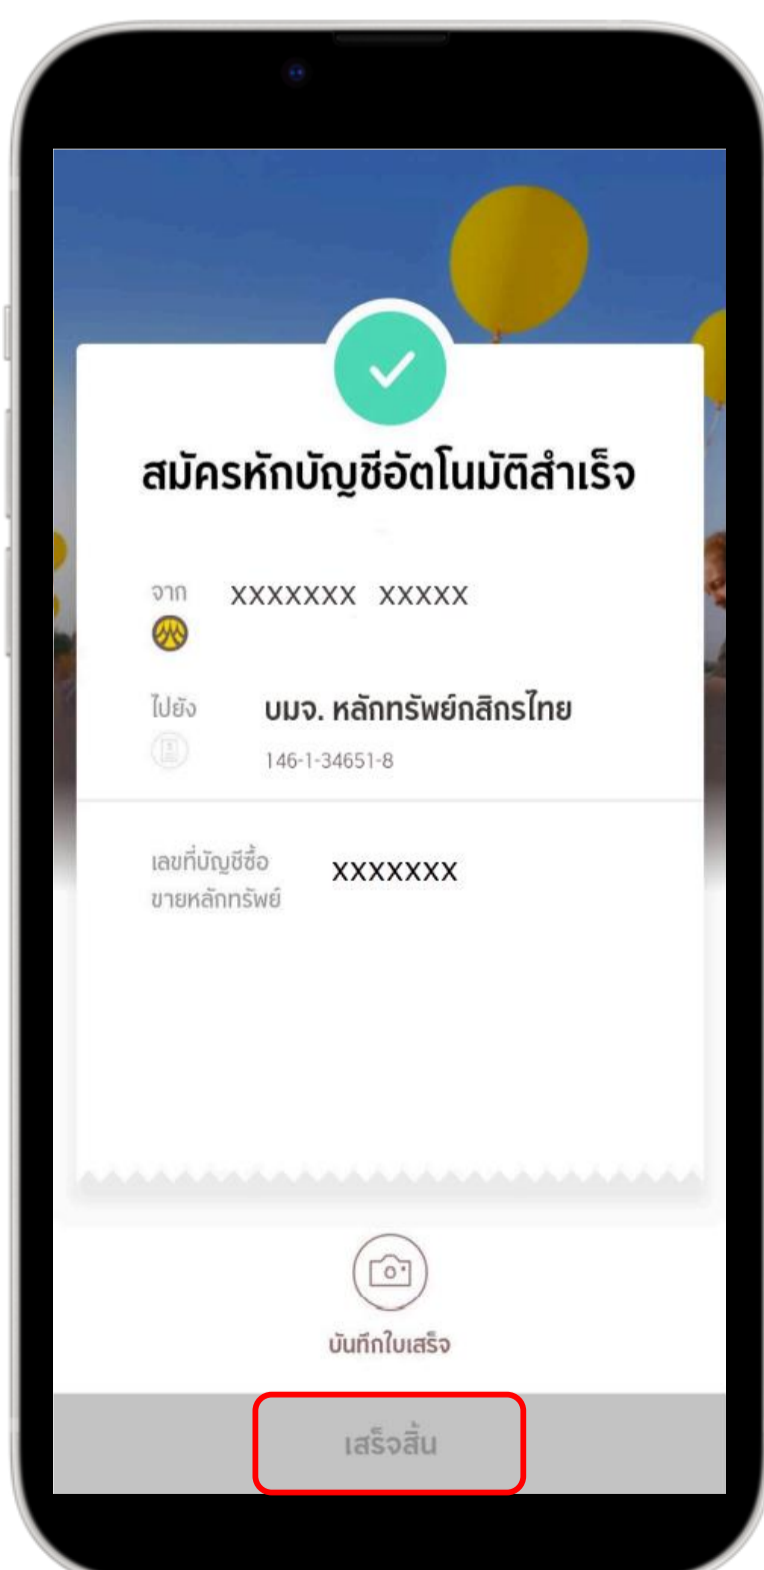 สมัครหักบัญชีอัตโนมัติสำเร็จ
จาก XXXXXXX XXXXX
ไปยัง บมจ. หลักทรัพย์กสิกรไทย
146-1-34651-8
เลขที่บัญชีซื้อ
ขายหลักทรัพย์ XXXXXXX
บันทึกใบเสร็จ
เสร็จสิ้น